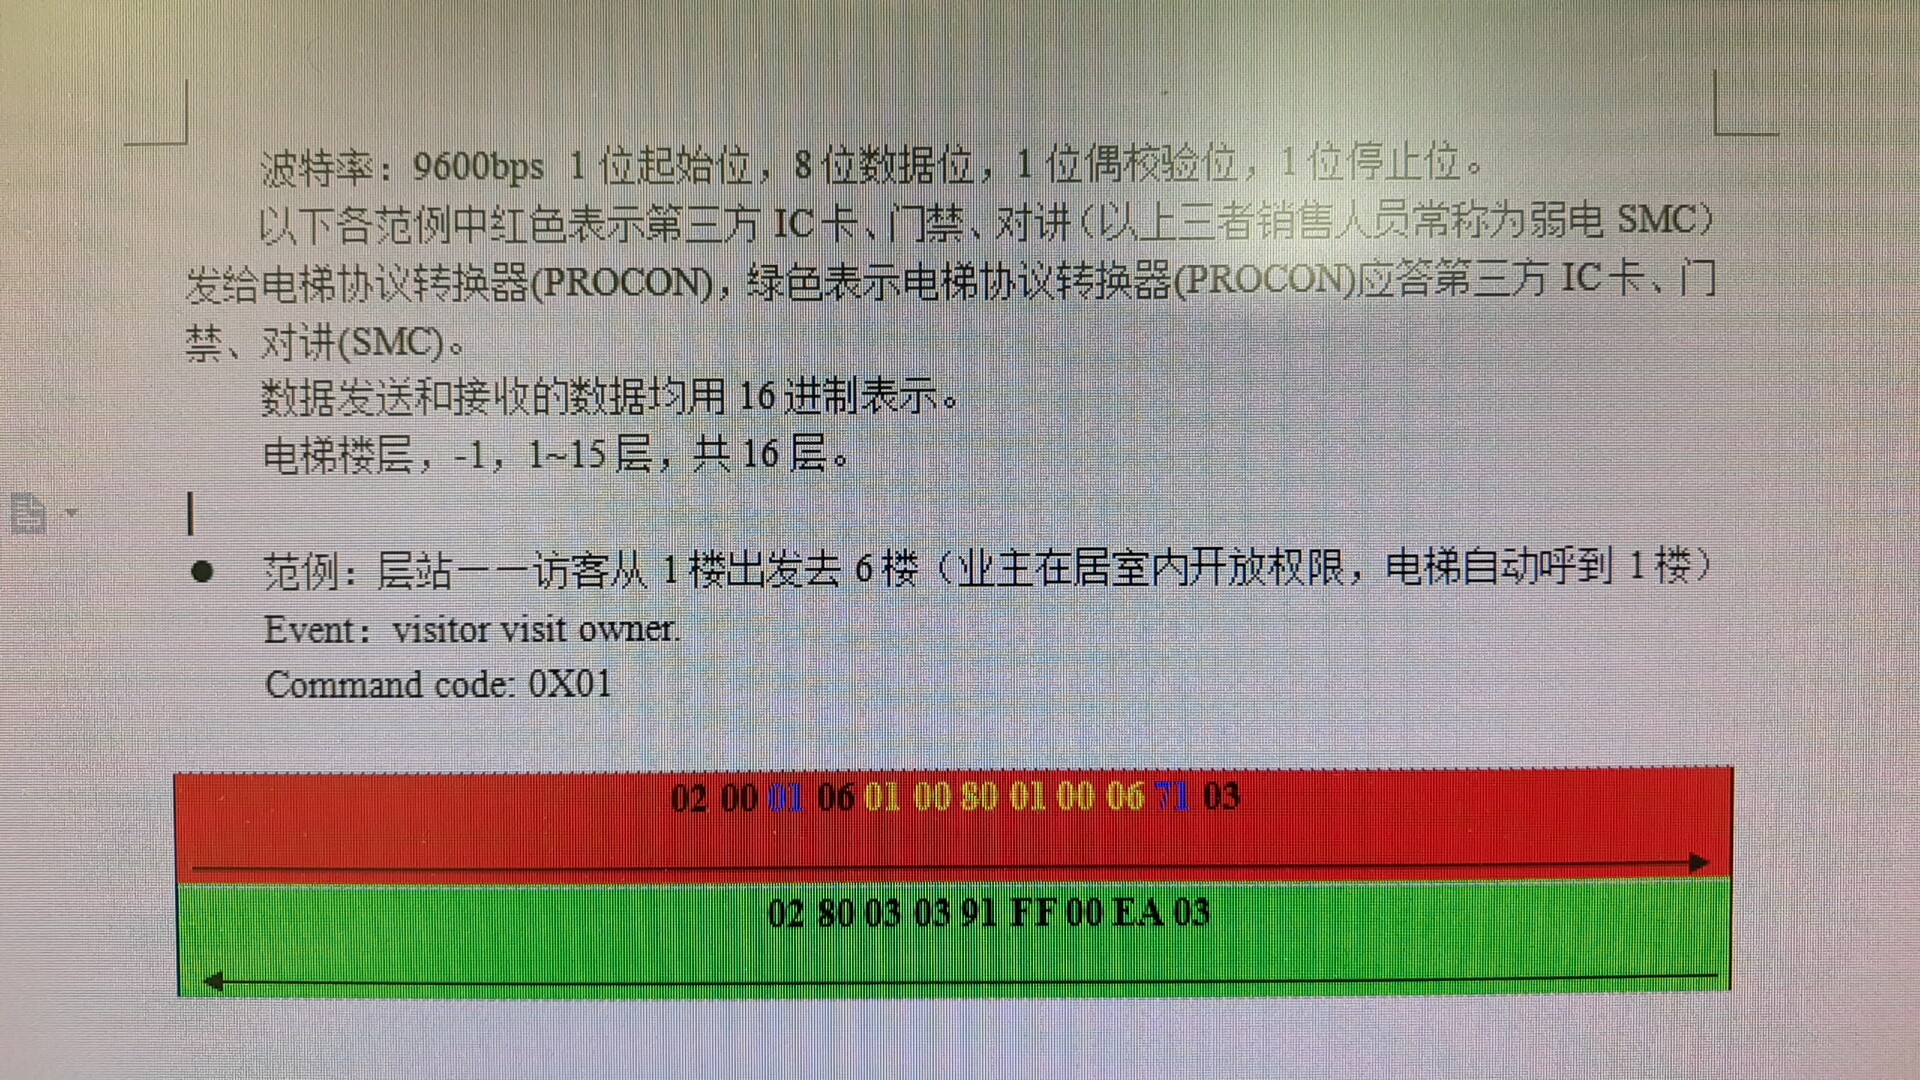 波特率：9600bps 1 位起始位，8 位数据位，1 位偶校验位，1 位停止位。
以下各范例中红色表示第三方 IC 卡、门禁、对讲（以上三者销售人员常称为弱电 SMC）
发给电梯协议转换器(PROCON)，绿色表示电梯协议转换器(PROCON)应答第三方 IC 卡、门
禁、对讲(SMC)。
数据发送和接收的数据均用 16 进制表示。
电梯楼层，-1，1~15 层，共 16 层。
● 范例：层站——访客从 1 楼出发去 6 楼（业主在居室内开放权限，电梯自动呼到 1 楼）
Event：visitor visit owner.
Command code: 0X01
02 00 01 06 01 00 80 01 00 06 71 03
02 80 03 03 91 FF 00 EA 03